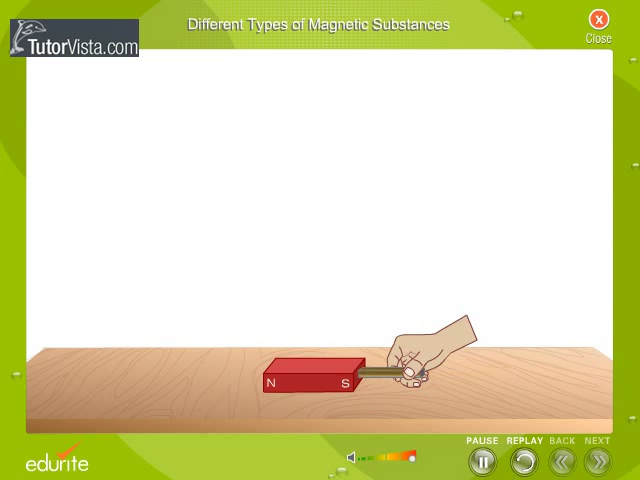 Different Types of Magnetic Substances
X
Close
TutorVista.com
N S
PAUSE REPLAY BACK NEXT
edurite